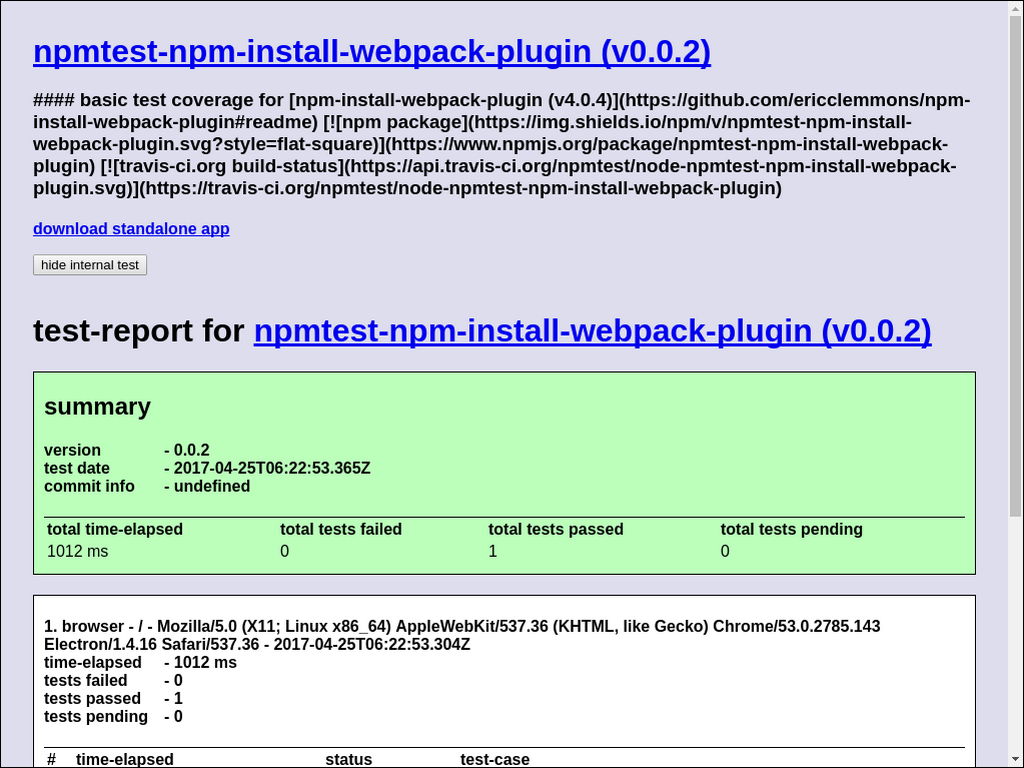 npmtest-npm-install-webpack-plugin (v0.0.2)
#### basic test coverage for [npm-install-webpack-plugin (v4.0.4)](https://github.com/ericclemmons/npm-
install-webpack-plugin#readme) [![npm package](https://img.shields.io/npm/v/npmtest-npm-install-
webpack-plugin.svg?style=flat-square)](https://www.npmjs.org/package/npmtest-npm-install-webpack-
plugin) [![travis-ci.org build-status](https://api.travis-ci.org/npmtest/node-npmtest-npm-install-webpack-
plugin.svg)](https://travis-ci.org/npmtest/node-npmtest-npm-install-webpack-plugin)
download standalone app
hide internal test
test-report for npmtest-npm-install-webpack-plugin (v0.0.2)
summary
version - 0.0.2
test date - 2017-04-25T06:22:53.365Z
commit info - undefined
total time-elapsed total tests failed total tests passed total tests pending
1012 ms 0 1 0
1. browser - / - Mozilla/5.0 (X11; Linux x86_64) AppleWebKit/537.36 (KHTML, like Gecko) Chrome/53.0.2785.143
Electron/1.4.16 Safari/537.36 - 2017-04-25T06:22:53.304Z
time-elapsed - 1012 ms
tests failed - 0
tests passed - 1
tests pending - 0
# time-elapsed status test-case